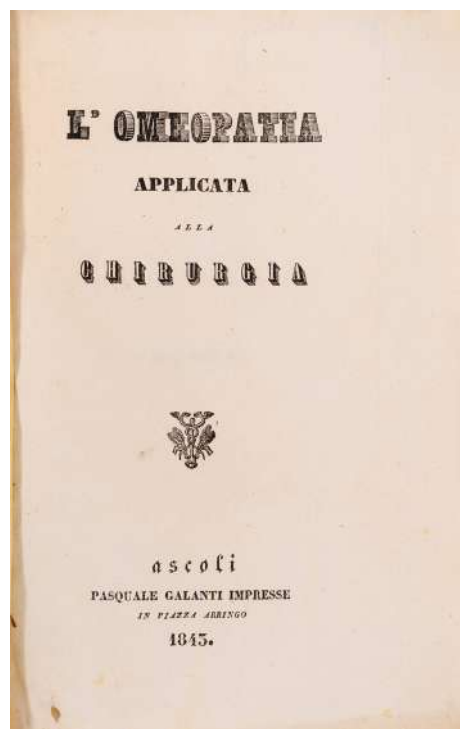 L' OMEOPATIA
APPLICATA
ALLA
CHIRURGIA
ascoli
PASQUALE GALANTI IMPRESSE
IN PIAZZA ARRINGO
1843.